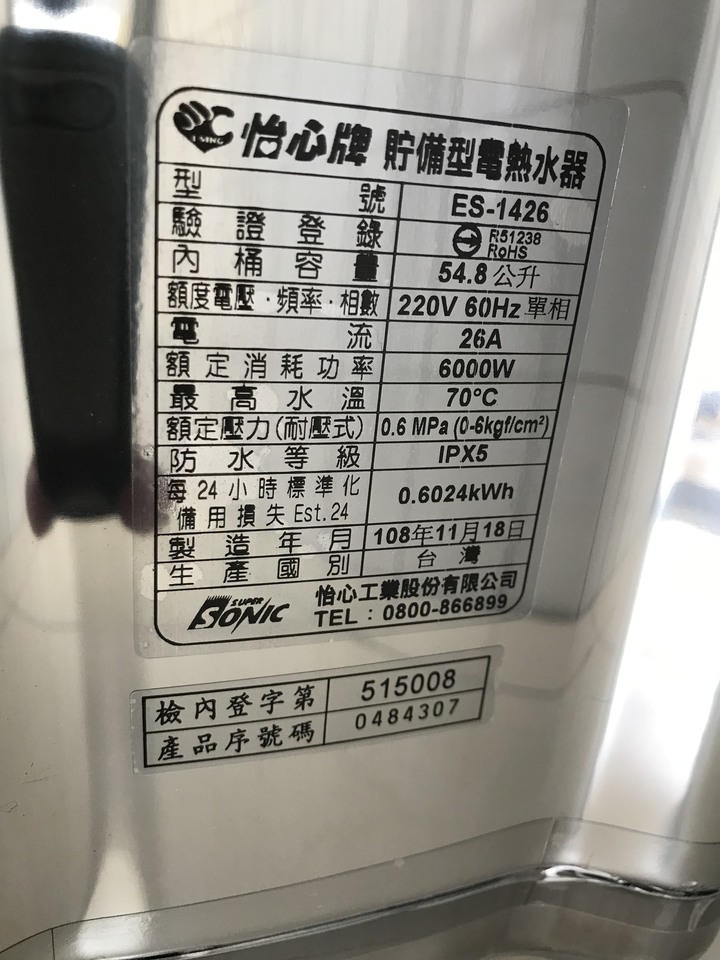 ESING 怡心牌 貯備型電熱水器
型號 ES-1426
驗證登錄 R51238
RoHS
內桶容量 54.8公升
額度電壓·頻率·相數 220V 60Hz 單相
電流 26A
額定消耗功率 6000W
最高水溫 70°C
額定壓力(耐壓式) 0.6 MPa (0-6kgf/cm²)
防水等級 IPX5
每24小時標準化
備用損失Est.24 0.6024kWh
製造年月 108年11月18日
生產國別 台灣
SUPER SONIC 怡心工業股份有限公司
TEL：0800-866899
檢內登字第 515008
產品序號碼 0484307